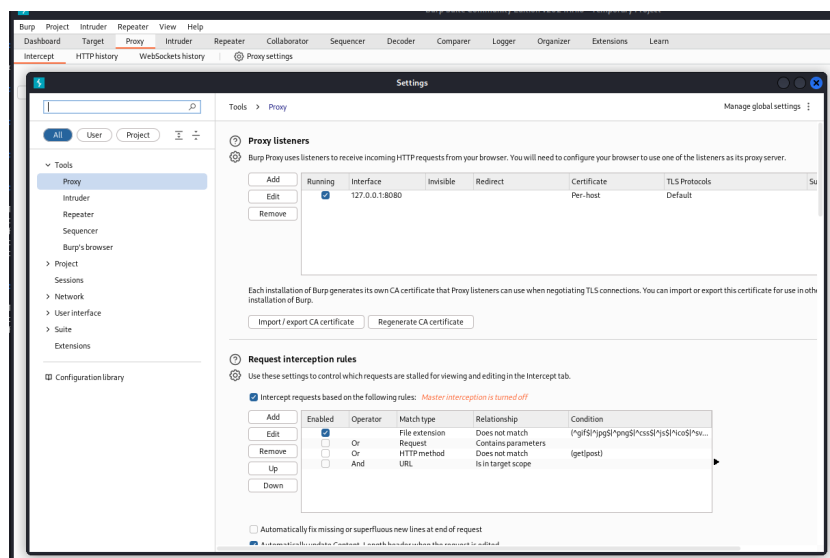 Burp Project Intruder Repeater View Help
Dashboard Target Proxy Intruder Repeater Collaborator Sequencer Decoder Comparer Logger Organizer Extensions Learn
Intercept HTTP history WebSockets history Proxy settings
Settings
Tools > Proxy Manage global settings
All User Project
Proxy listeners
Burp Proxy uses listeners to receive incoming HTTP requests from your browser. You will need to configure your browser to use one of the listeners as its proxy server.
Tools
Proxy
Intruder
Repeater
Sequencer
Burp's browser
Project
Sessions
Network
User interface
Suite
Extensions
Configuration library
Add
Edit
Remove
Running Interface Invisible Redirect Certificate TLS Protocols Su
127.0.0.1:8080 Per-host Default
Each installation of Burp generates its own CA certificate that Proxy listeners can use when negotiating TLS connections. You can import or export this certificate for use in othe
installation of Burp.
Import / export CA certificate Regenerate CA certificate
Request interception rules
Use these settings to control which requests are stalled for viewing and editing in the Intercept tab.
Intercept requests based on the following rules: Master interception is turned off
Add
Edit
Remove
Up
Down
Enabled Operator Match type Relationship Condition
File extension Does not match (^gif$|^jpg$|^png$|^css$|^js$|^ico$|^sv...
Or Request Contains parameters
Or HTTP method Does not match (get|post)
And URL Is in target scope
Automatically fix missing or superfluous new lines at end of request
Automatically update Content-Length header when the request is edited